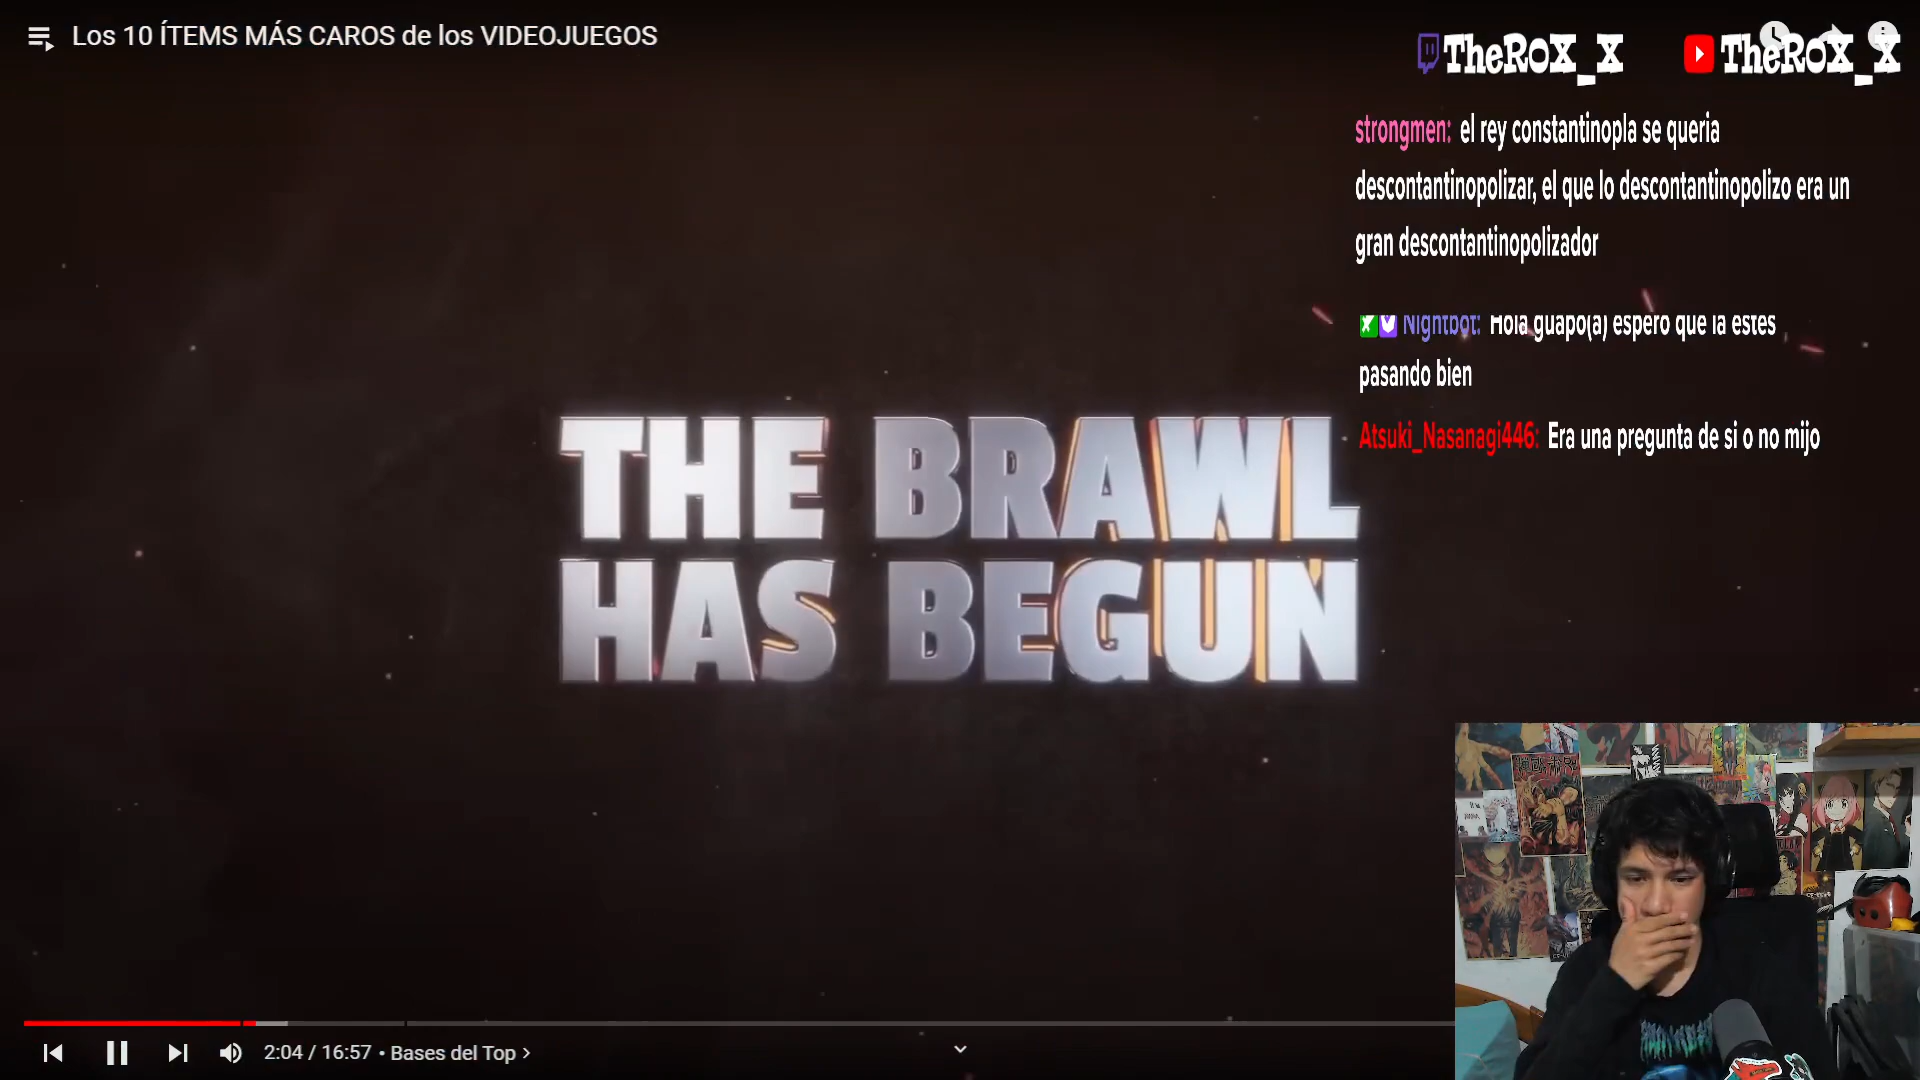 Los 10 ÍTEMS MÁS CAROS de los VIDEOJUEGOS
TheRoX_X
TheRoX_X
strongmen: el rey constantinopla se queria
descontantinopolizar, el que lo descontantinopolizo era un
gran descontantinopolizador
Nightbot: Hola guapo(a) espero que la estes
pasando bien
Atsuki_Nasanagi446: Era una pregunta de si o no mijo
THE BRAWL
HAS BEGUN
2:04 / 16:57 • Bases del Top ›